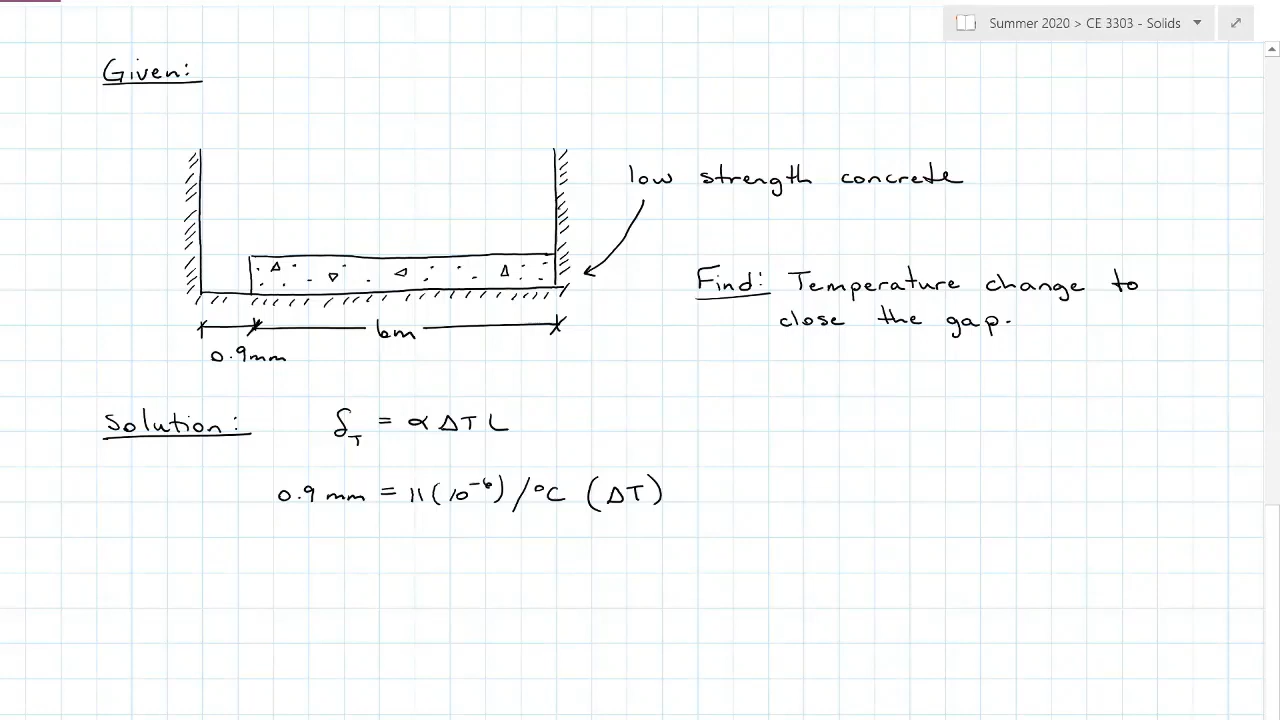 Summer 2020 > CE 3303 - Solids
Given:
low strength concrete
Find: Temperature change to
close the gap.
6m
0.9mm
Solution: δ_T = α ΔT L
0.9 mm = 11(10⁻⁶)/°C (ΔT)